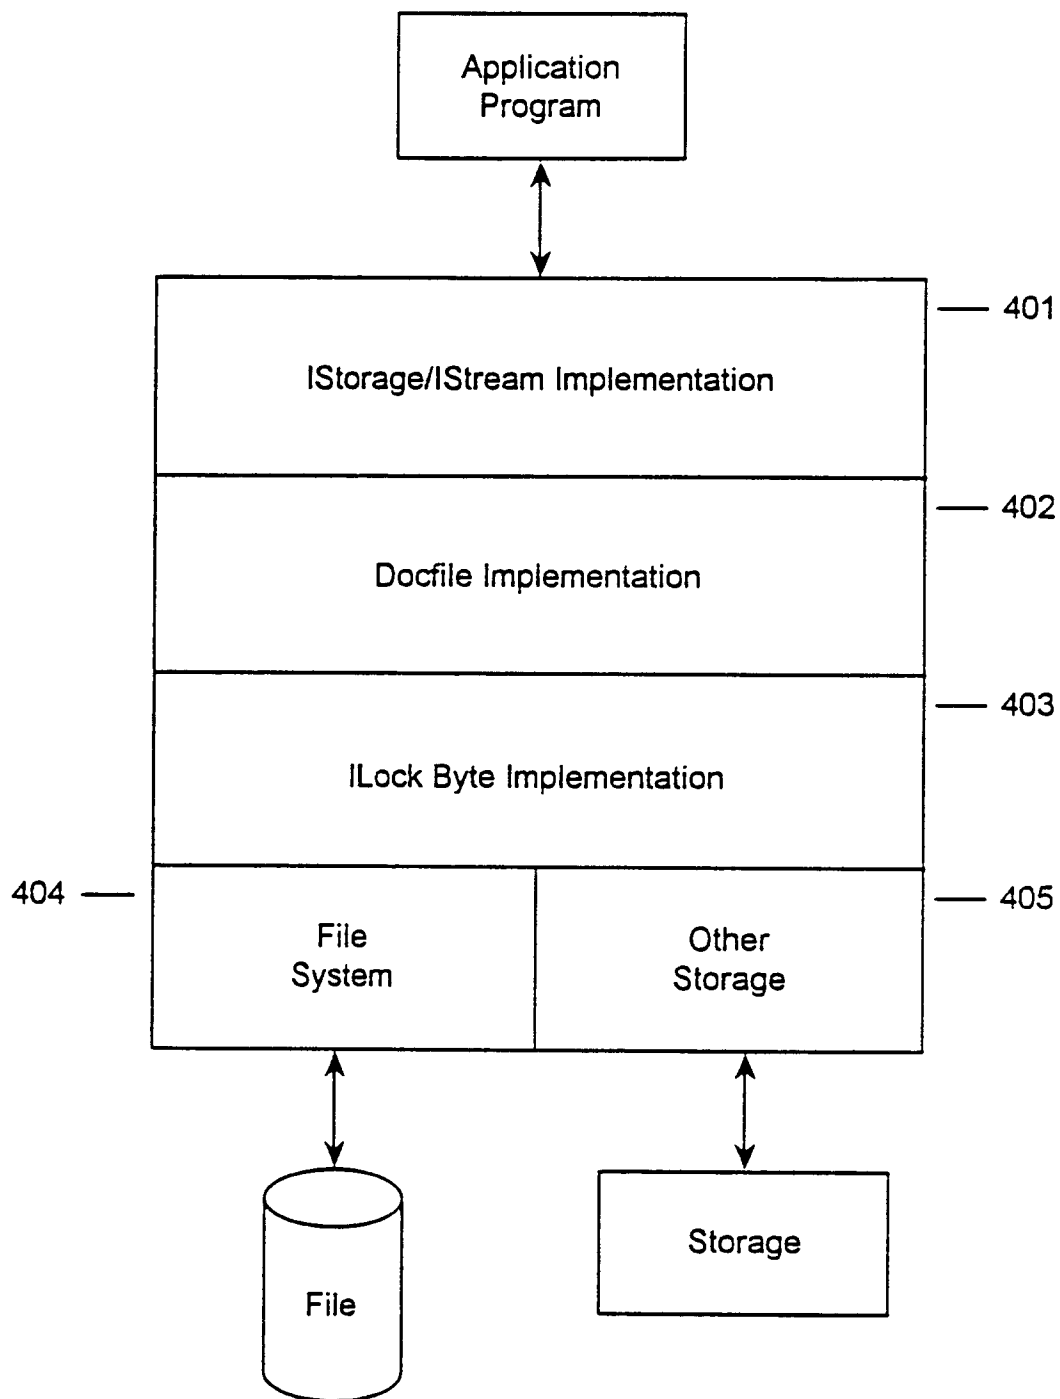 Application
Program
401
IStorage/IStream Implementation
402
Docfile Implementation
403
ILock Byte Implementation
404
405
File
System
Other
Storage
File
Storage